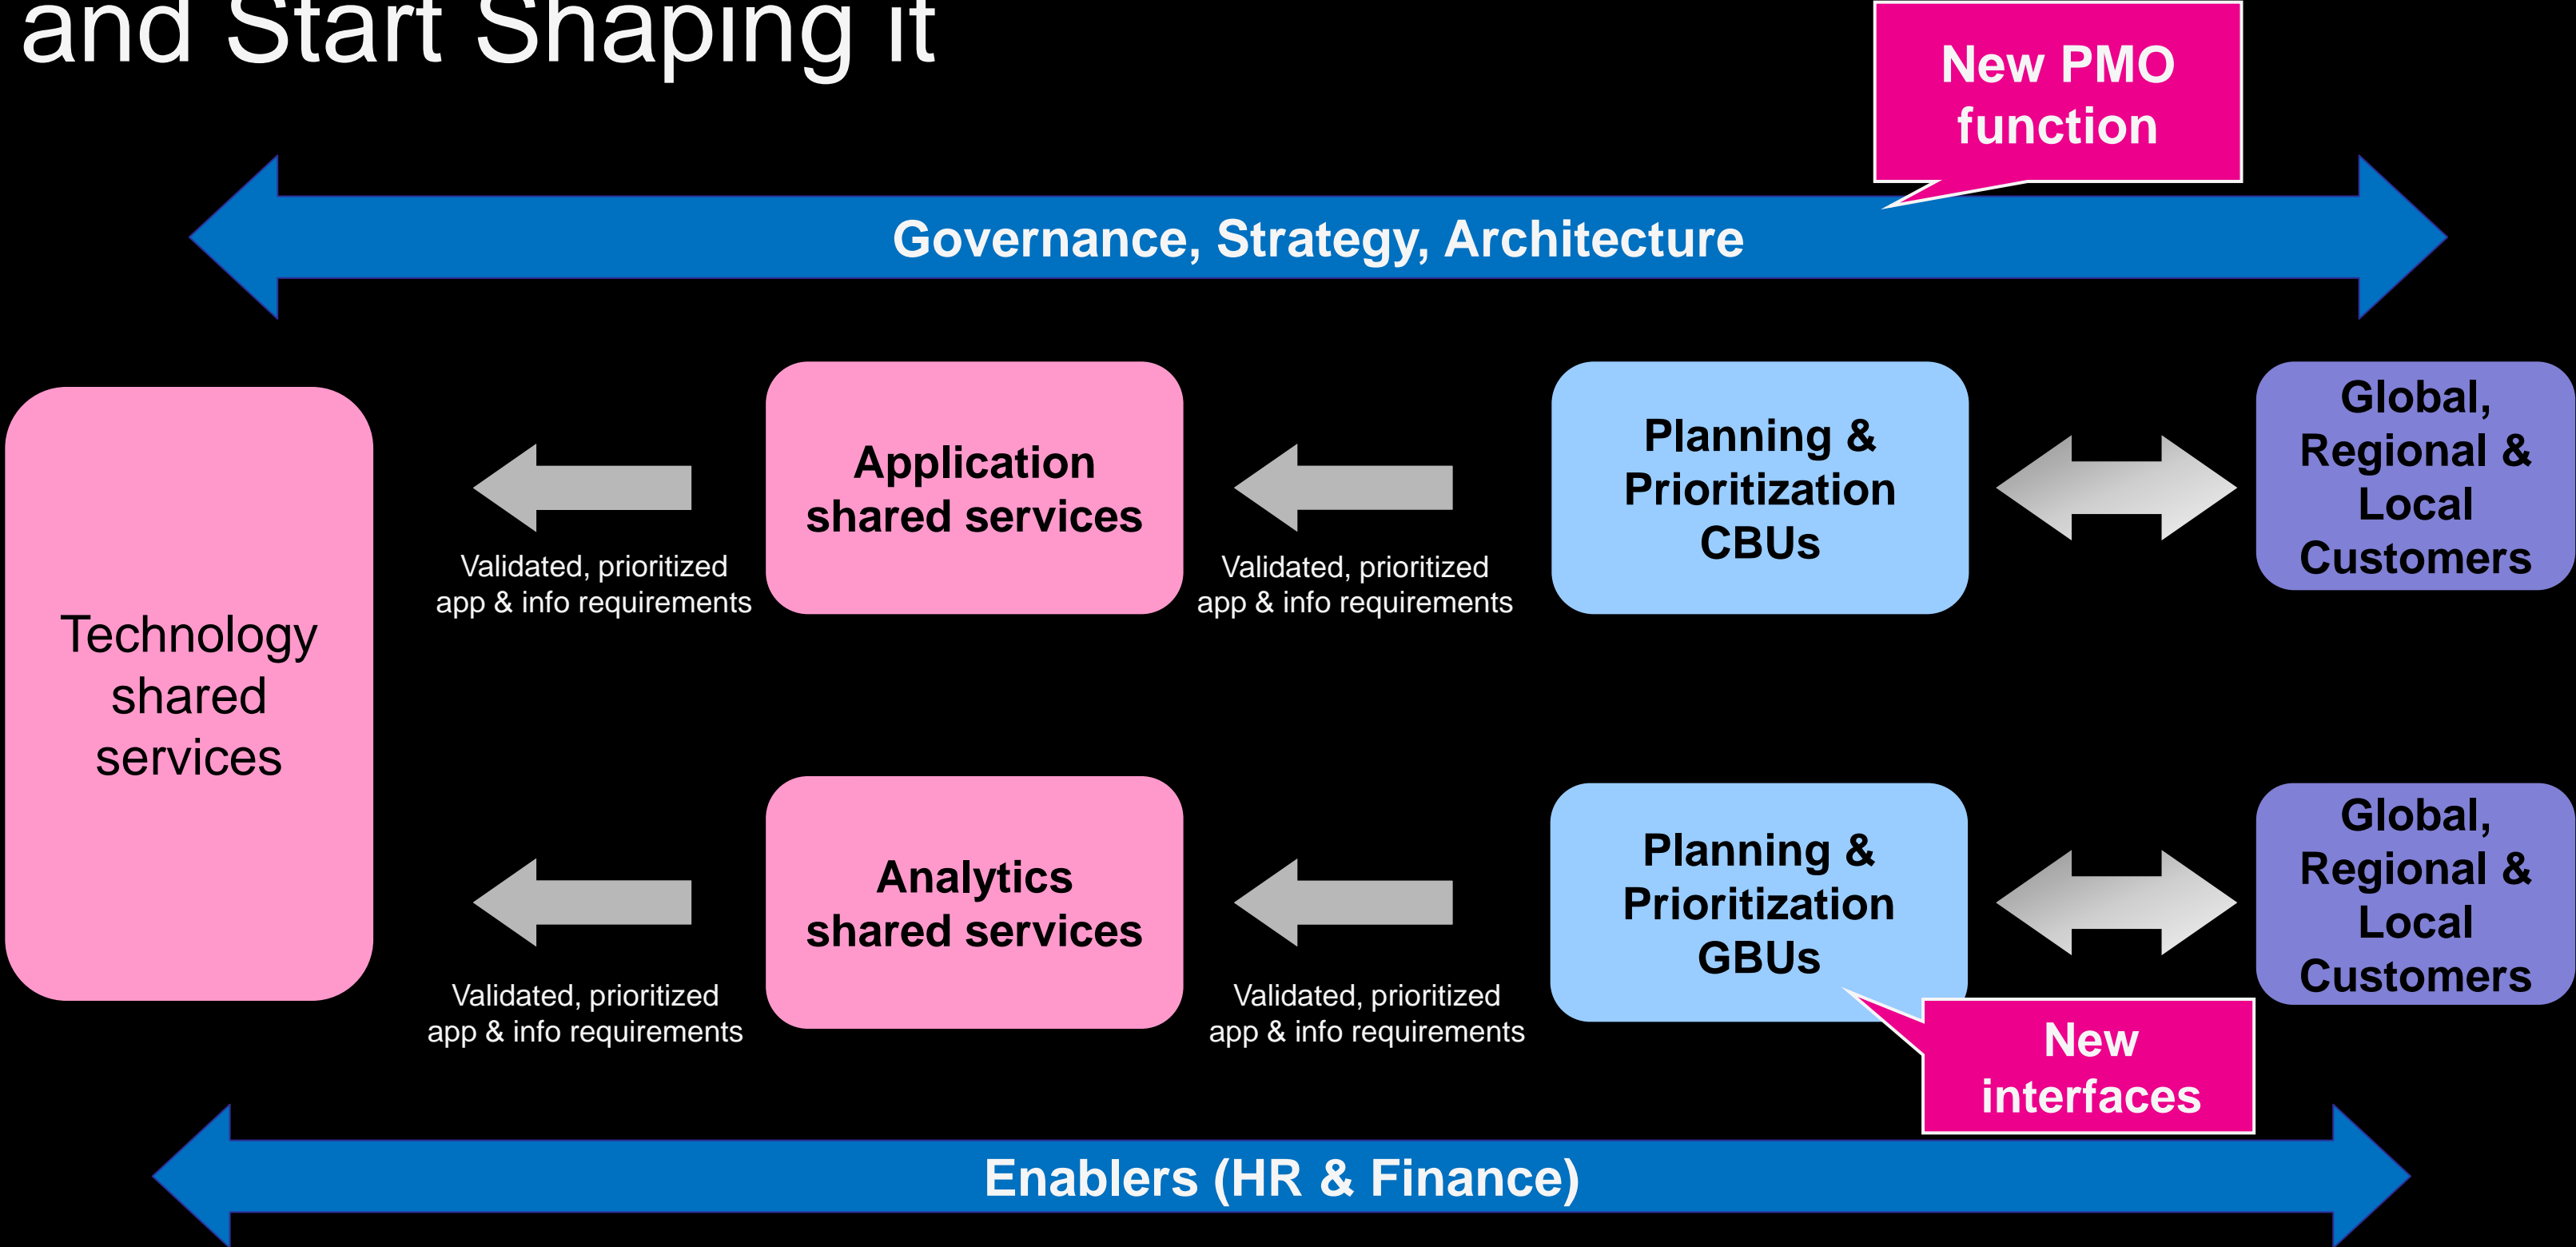 and Start Shaping it
New PMO
function
Governance, Strategy, Architecture
Technology
shared
services
Validated, prioritized
app & info requirements
Application
shared services
Validated, prioritized
app & info requirements
Planning &
Prioritization
CBUs
Global,
Regional &
Local
Customers
Validated, prioritized
app & info requirements
Analytics
shared services
Validated, prioritized
app & info requirements
Planning &
Prioritization
GBUs
Global,
Regional &
Local
Customers
New
interfaces
Enablers (HR & Finance)